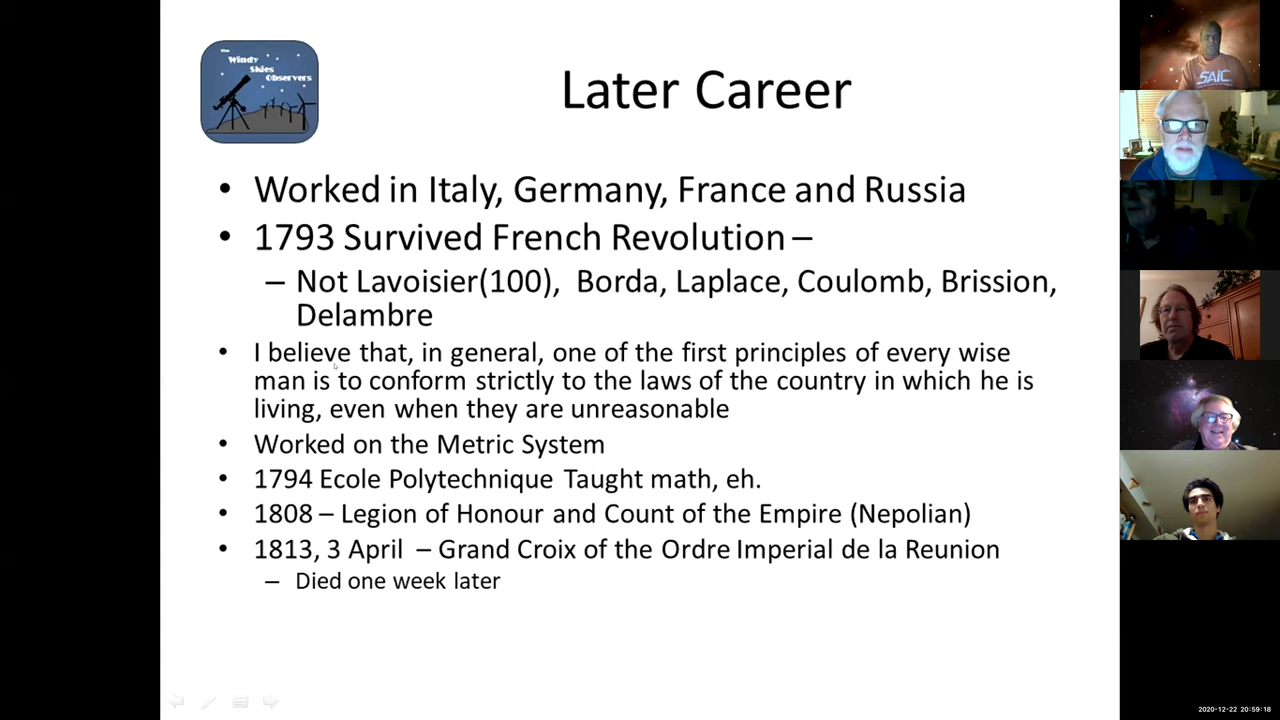 The
Windy
Skies
Observers
Later Career
• Worked in Italy, Germany, France and Russia
• 1793 Survived French Revolution –
– Not Lavoisier(100), Borda, Laplace, Coulomb, Brission,
Delambre
• I believe that, in general, one of the first principles of every wise
man is to conform strictly to the laws of the country in which he is
living, even when they are unreasonable
• Worked on the Metric System
• 1794 Ecole Polytechnique Taught math, eh.
• 1808 – Legion of Honour and Count of the Empire (Nepolian)
• 1813, 3 April – Grand Croix of the Ordre Imperial de la Reunion
– Died one week later
SAIC
2020-12-22 20:59:18